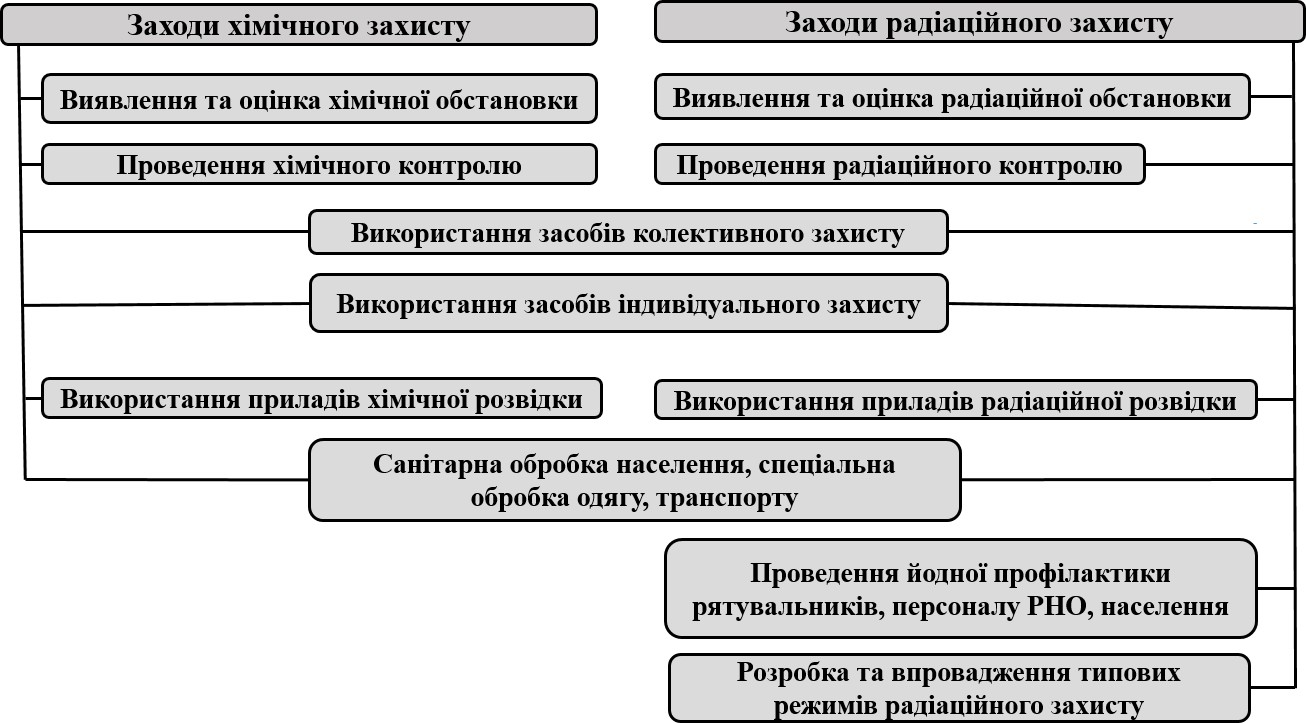 Заходи хімічного захисту
Заходи радіаційного захисту
Виявлення та оцінка хімічної обстановки
Виявлення та оцінка радіаційної обстановки
Проведення хімічного контролю
Проведення радіаційного контролю
Використання засобів колективного захисту
Використання засобів індивідуального захисту
Використання приладів хімічної розвідки
Використання приладів радіаційної розвідки
Санітарна обробка населення, спеціальна
обробка одягу, транспорту
Проведення йодної профілактики
рятувальників, персоналу РНО, населення
Розробка та впровадження типових
режимів радіаційного захисту